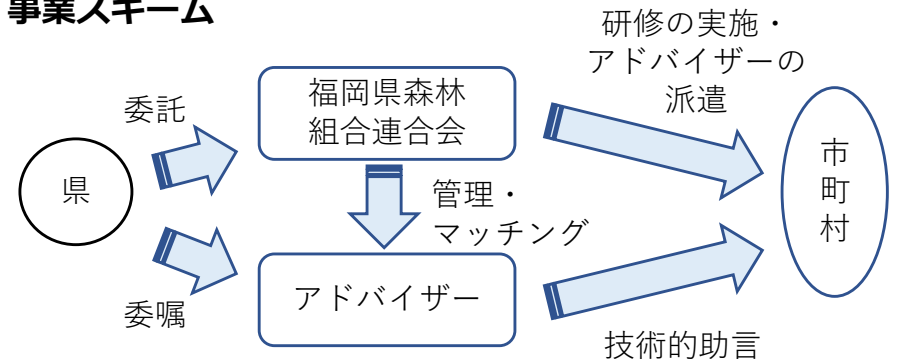 事業スキーム
研修の実施・
アドバイザーの
派遣
委託
福岡県森林
組合連合会
県
市
町
村
管理・
マッチング
委嘱
アドバイザー
技術的助言